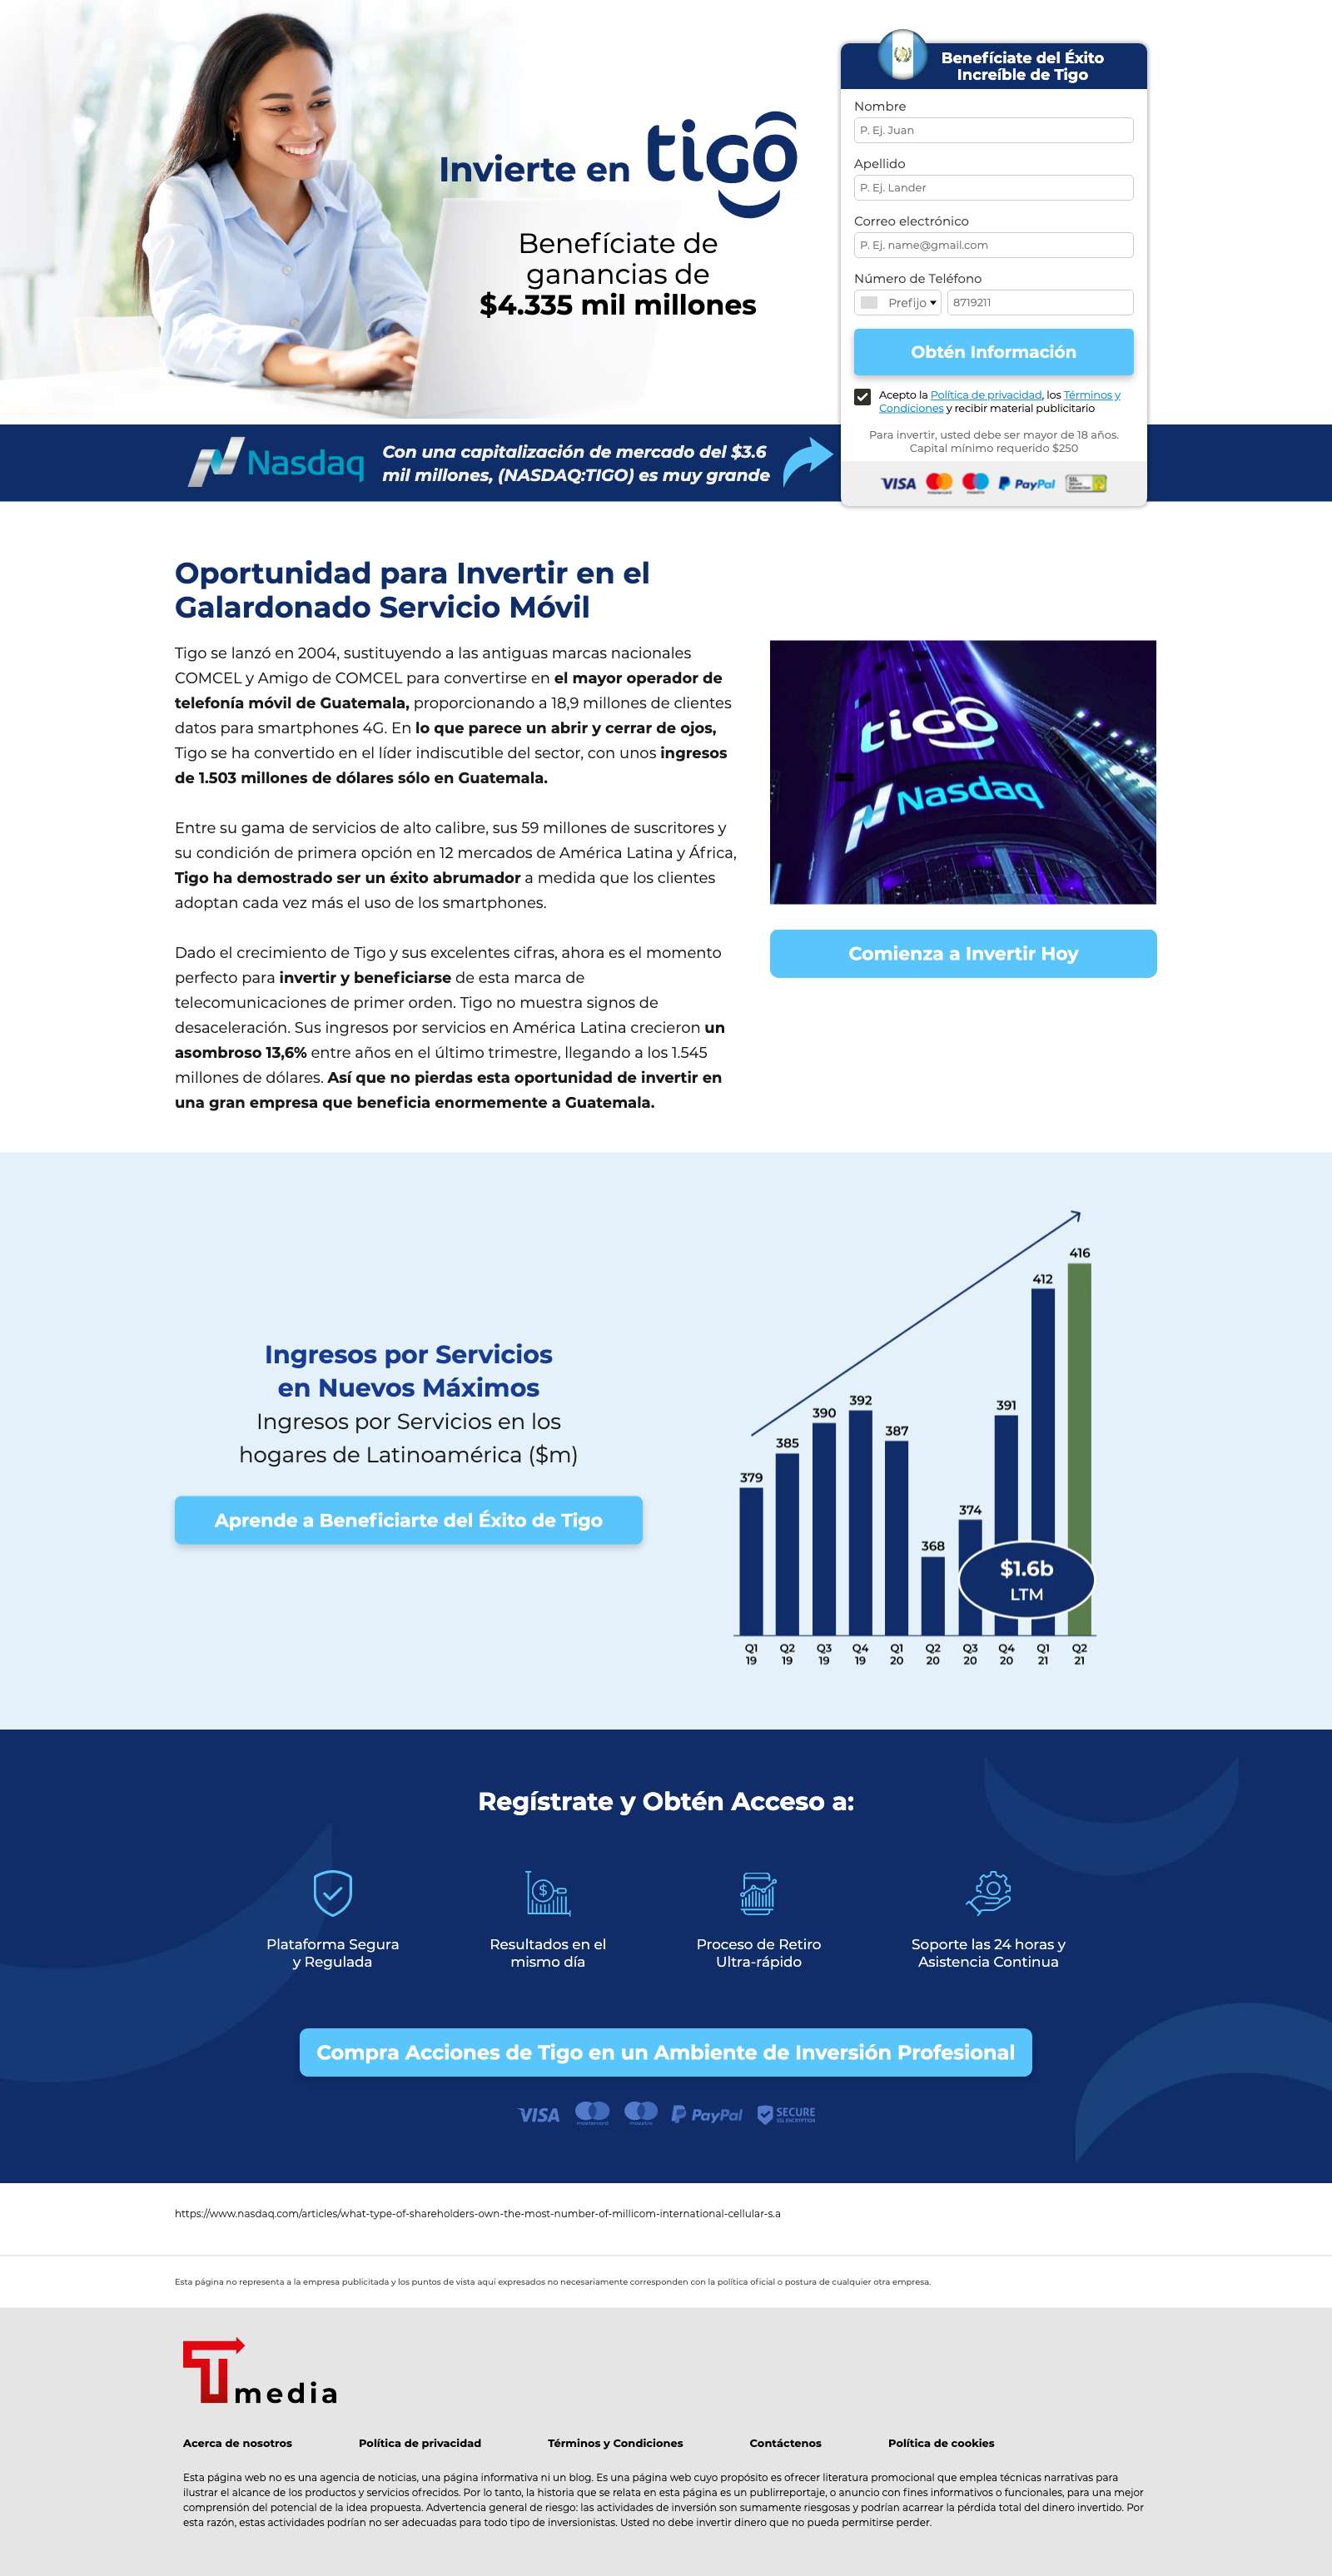 Invierte en tigo
Benefíciate de
ganancias de
$4.335 mil millones
Benefíciate del Éxito
Increíble de Tigo
Nombre
P. Ej. Juan
Apellido
P. Ej. Lander
Correo electrónico
P. Ej. name@gmail.com
Número de Teléfono
Prefijo 8719211
Obtén Información
Acepto la Política de privacidad, los Términos y
Condiciones y recibir material publicitario
Para invertir, usted debe ser mayor de 18 años.
Capital mínimo requerido $250
VISA PayPal
Nasdaq
Con una capitalización de mercado del $3.6
mil millones, (NASDAQ:TIGO) es muy grande
Oportunidad para Invertir en el
Galardonado Servicio Móvil
Tigo se lanzó en 2004, sustituyendo a las antiguas marcas nacionales
COMCEL y Amigo de COMCEL para convertirse en el mayor operador de
telefonía móvil de Guatemala, proporcionando a 18,9 millones de clientes
datos para smartphones 4G. En lo que parece un abrir y cerrar de ojos,
Tigo se ha convertido en el líder indiscutible del sector, con unos ingresos
de 1.503 millones de dólares sólo en Guatemala.
Entre su gama de servicios de alto calibre, sus 59 millones de suscritores y
su condición de primera opción en 12 mercados de América Latina y África,
Tigo ha demostrado ser un éxito abrumador a medida que los clientes
adoptan cada vez más el uso de los smartphones.
Dado el crecimiento de Tigo y sus excelentes cifras, ahora es el momento
perfecto para invertir y beneficiarse de esta marca de
telecomunicaciones de primer orden. Tigo no muestra signos de
desaceleración. Sus ingresos por servicios en América Latina crecieron un
asombroso 13,6% entre años en el último trimestre, llegando a los 1.545
millones de dólares. Así que no pierdas esta oportunidad de invertir en
una gran empresa que beneficia enormemente a Guatemala.
tigo
Nasdaq
Comienza a Invertir Hoy
Ingresos por Servicios
en Nuevos Máximos
Ingresos por Servicios en los
hogares de Latinoamérica ($m)
Aprende a Beneficiarte del Éxito de Tigo
379 385 390 392 387 368 374 391 412 416
$1.6b
LTM
Q1 Q2 Q3 Q4 Q1 Q2 Q3 Q4 Q1 Q2
19 19 19 19 20 20 20 20 21 21
Regístrate y Obtén Acceso a:
Plataforma Segura
y Regulada
Resultados en el
mismo día
Proceso de Retiro
Ultra-rápido
Soporte las 24 horas y
Asistencia Continua
Compra Acciones de Tigo en un Ambiente de Inversión Profesional
VISA PayPal SECURE
SSL ENCRYPTION
https://www.nasdaq.com/articles/what-type-of-shareholders-own-the-most-number-of-millicom-international-cellular-s.a
Esta página no representa a la empresa publicitada y los puntos de vista aquí expresados no necesariamente corresponden con la política oficial o postura de cualquier otra empresa.
media
Acerca de nosotros Política de privacidad Términos y Condiciones Contáctenos Política de cookies
Esta página web no es una agencia de noticias, una página informativa ni un blog. Es una página web cuyo propósito es ofrecer literatura promocional que emplea técnicas narrativas para
ilustrar el alcance de los productos y servicios ofrecidos. Por lo tanto, la historia que se relata en esta página es un publirreportaje, o anuncio con fines informativos o funcionales, para una mejor
comprensión del potencial de la idea propuesta. Advertencia general de riesgo: las actividades de inversión son sumamente riesgosas y podrían acarrear la pérdida total del dinero invertido. Por
esta razón, estas actividades podrían no ser adecuadas para todo tipo de inversionistas. Usted no debe invertir dinero que no pueda permitirse perder.